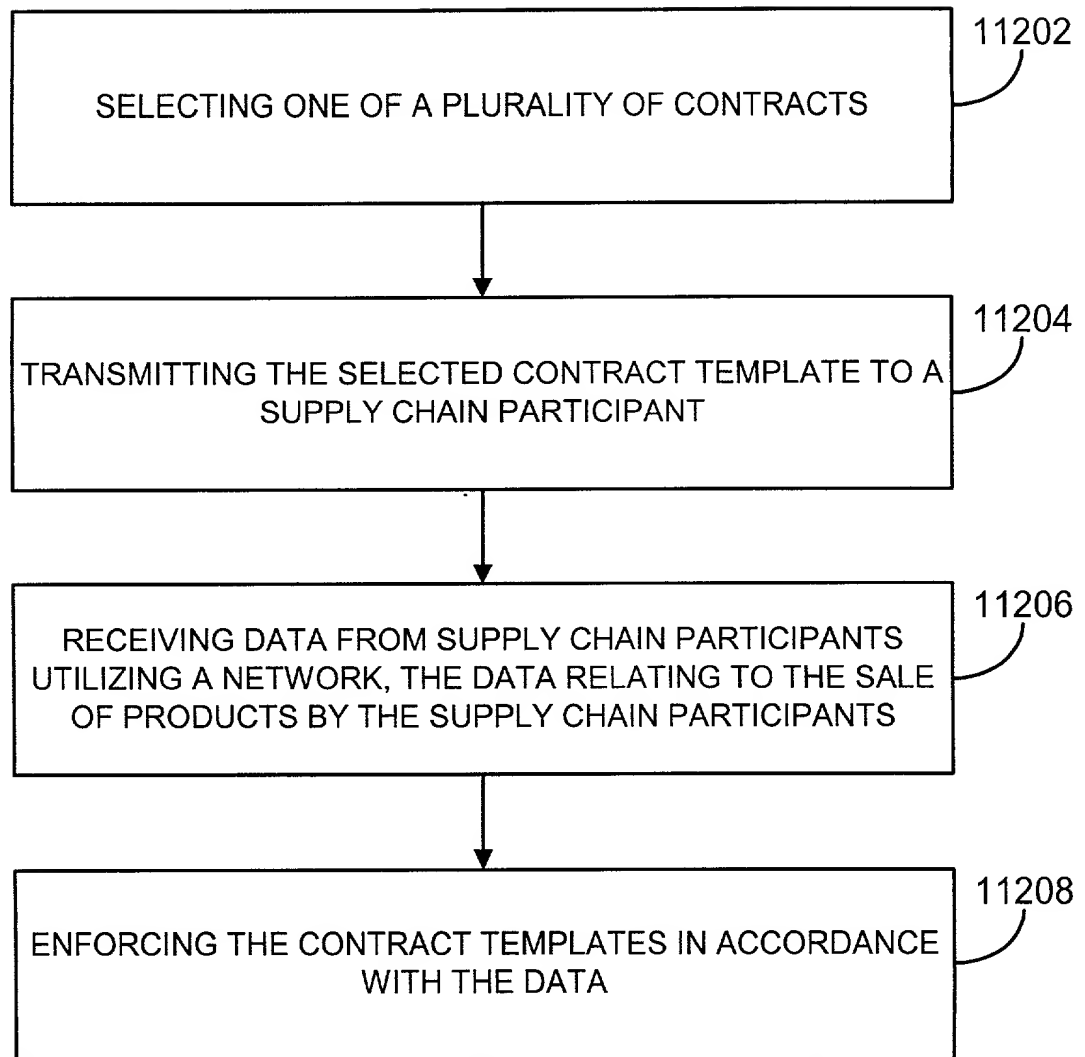 11202
SELECTING ONE OF A PLURALITY OF CONTRACTS
11204
TRANSMITTING THE SELECTED CONTRACT TEMPLATE TO A
SUPPLY CHAIN PARTICIPANT
11206
RECEIVING DATA FROM SUPPLY CHAIN PARTICIPANTS
UTILIZING A NETWORK, THE DATA RELATING TO THE SALE
OF PRODUCTS BY THE SUPPLY CHAIN PARTICIPANTS
11208
ENFORCING THE CONTRACT TEMPLATES IN ACCORDANCE
WITH THE DATA